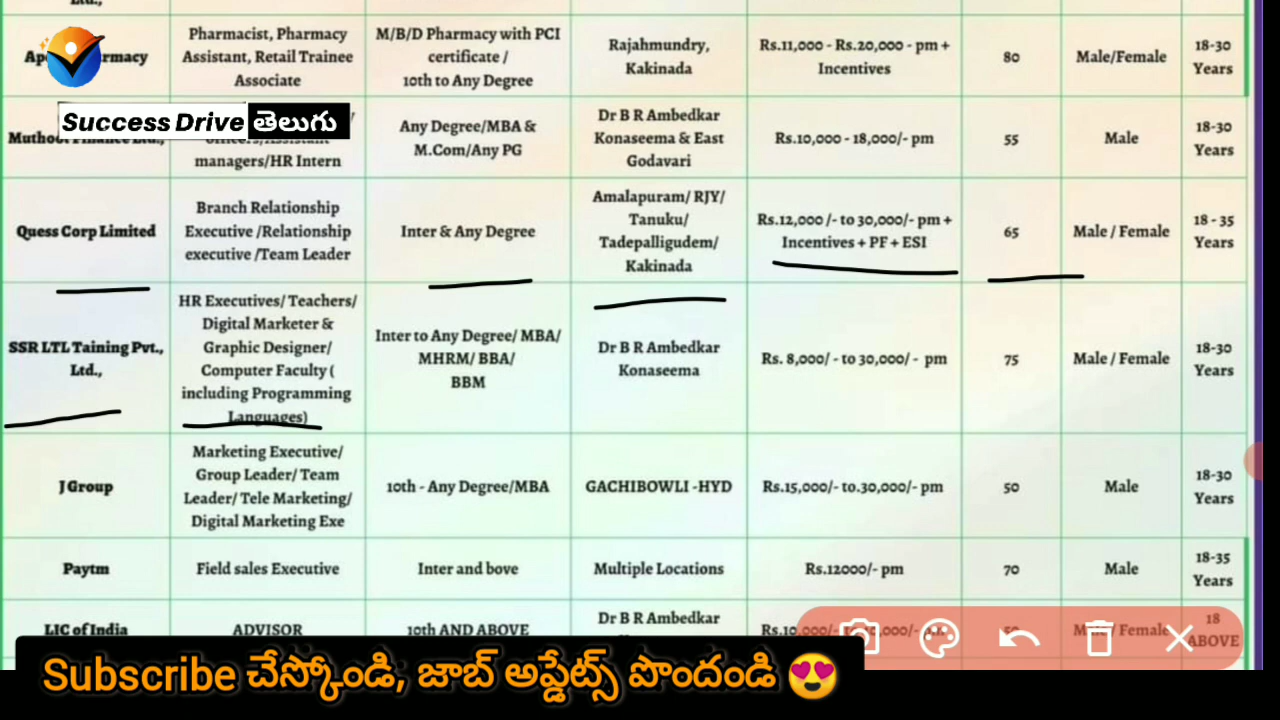 Ltd.,
Pharmacist, Pharmacy
Assistant, Retail Trainee
Associate
M/B/D Pharmacy with PCI
certificate /
10th to Any Degree
Rajahmundry,
Kakinada
Rs.11,000 - Rs.20,000 - pm +
Incentives
80
Male/Female
18-30
Years
Success Drive తెలుగు
managers/HR Intern
Any Degree/MBA &
M.Com/Any PG
Dr B R Ambedkar
Konaseema & East
Godavari
Rs.10,000 - 18,000/- pm
55
Male
18-30
Years
Quess Corp Limited
Branch Relationship
Executive /Relationship
executive /Team Leader
Inter & Any Degree
Amalapuram/ RJY/
Tanuku/
Tadepalligudem/
Kakinada
Rs.12,000 /- to 30,000/- pm +
Incentives + PF + ESI
65
Male / Female
18 - 35
Years
SSR LTL Taining Pvt.,
Ltd.,
HR Executives/ Teachers/
Digital Marketer &
Graphic Designer/
Computer Faculty (
including Programming
Languages)
Inter to Any Degree/ MBA/
MHRM/ BBA/
BBM
Dr B R Ambedkar
Konaseema
Rs. 8,000/ - to 30,000/ - pm
75
Male / Female
18-30
Years
J Group
Marketing Executive/
Group Leader/ Team
Leader/ Tele Marketing/
Digital Marketing Exe
10th - Any Degree/MBA
GACHIBOWLI -HYD
Rs.15,000/- to.30,000/- pm
50
Male
18-30
Years
Paytm
Field sales Executive
Inter and bove
Multiple Locations
Rs.12000/- pm
70
Male
18-35
Years
LIC of India
ADVISOR
10th AND ABOVE
Dr B R Ambedkar
Male / Female
18
ABOVE
Subscribe చేస్కోండి, జాబ్ అప్డేట్స్ పొందండి